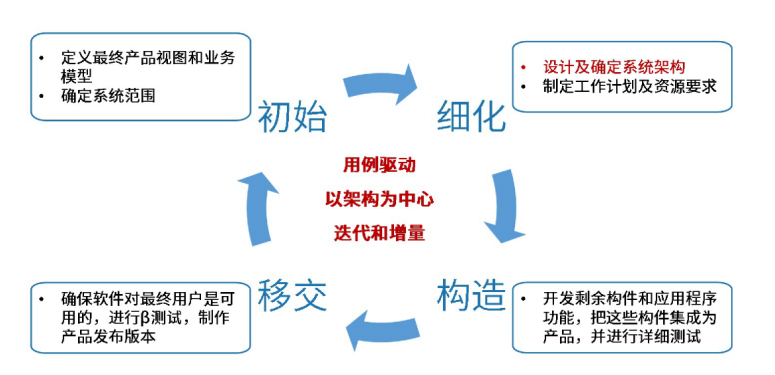 • 定义最终产品视图和业务
模型
• 确定系统范围
初始
细化
• 设计及确定系统架构
• 制定工作计划及资源要求
用例驱动
以架构为中心
迭代和增量
• 确保软件对最终用户是可
用的，进行β测试，制作
产品发布版本
移交
构造
• 开发剩余构件和应用程序
功能，把这些构件集成为
产品，并进行详细测试